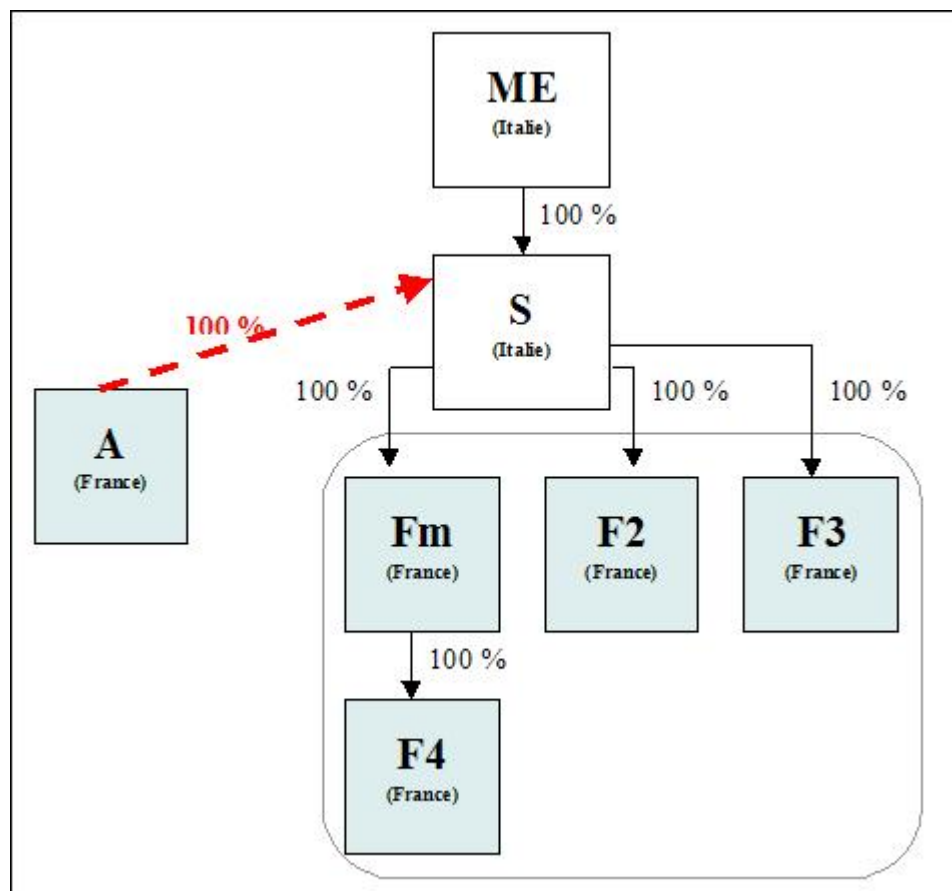 ME
(Italie)
100 %
S
(Italie)
100 %
100 %
100 %
100 %
A
(France)
Fm
(France)
F2
(France)
F3
(France)
100 %
F4
(France)